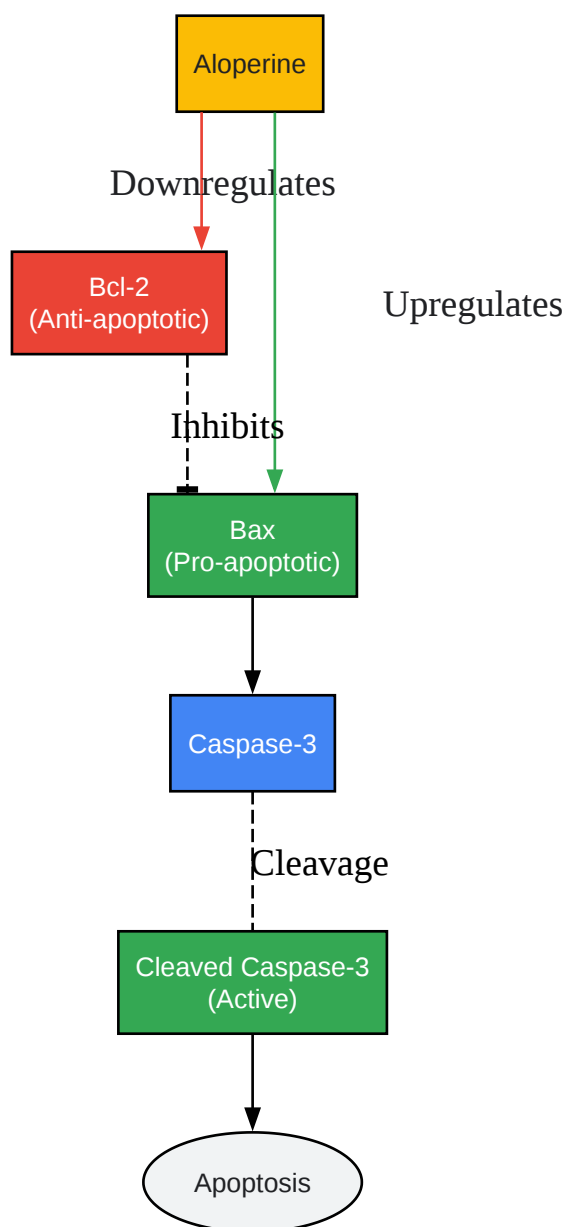 Aloperine
Downregulates
Bcl-2
(Anti-apoptotic)
Upregulates
Inhibits
Bax
(Pro-apoptotic)
Caspase-3
Cleavage
Cleaved Caspase-3
(Active)
Apoptosis